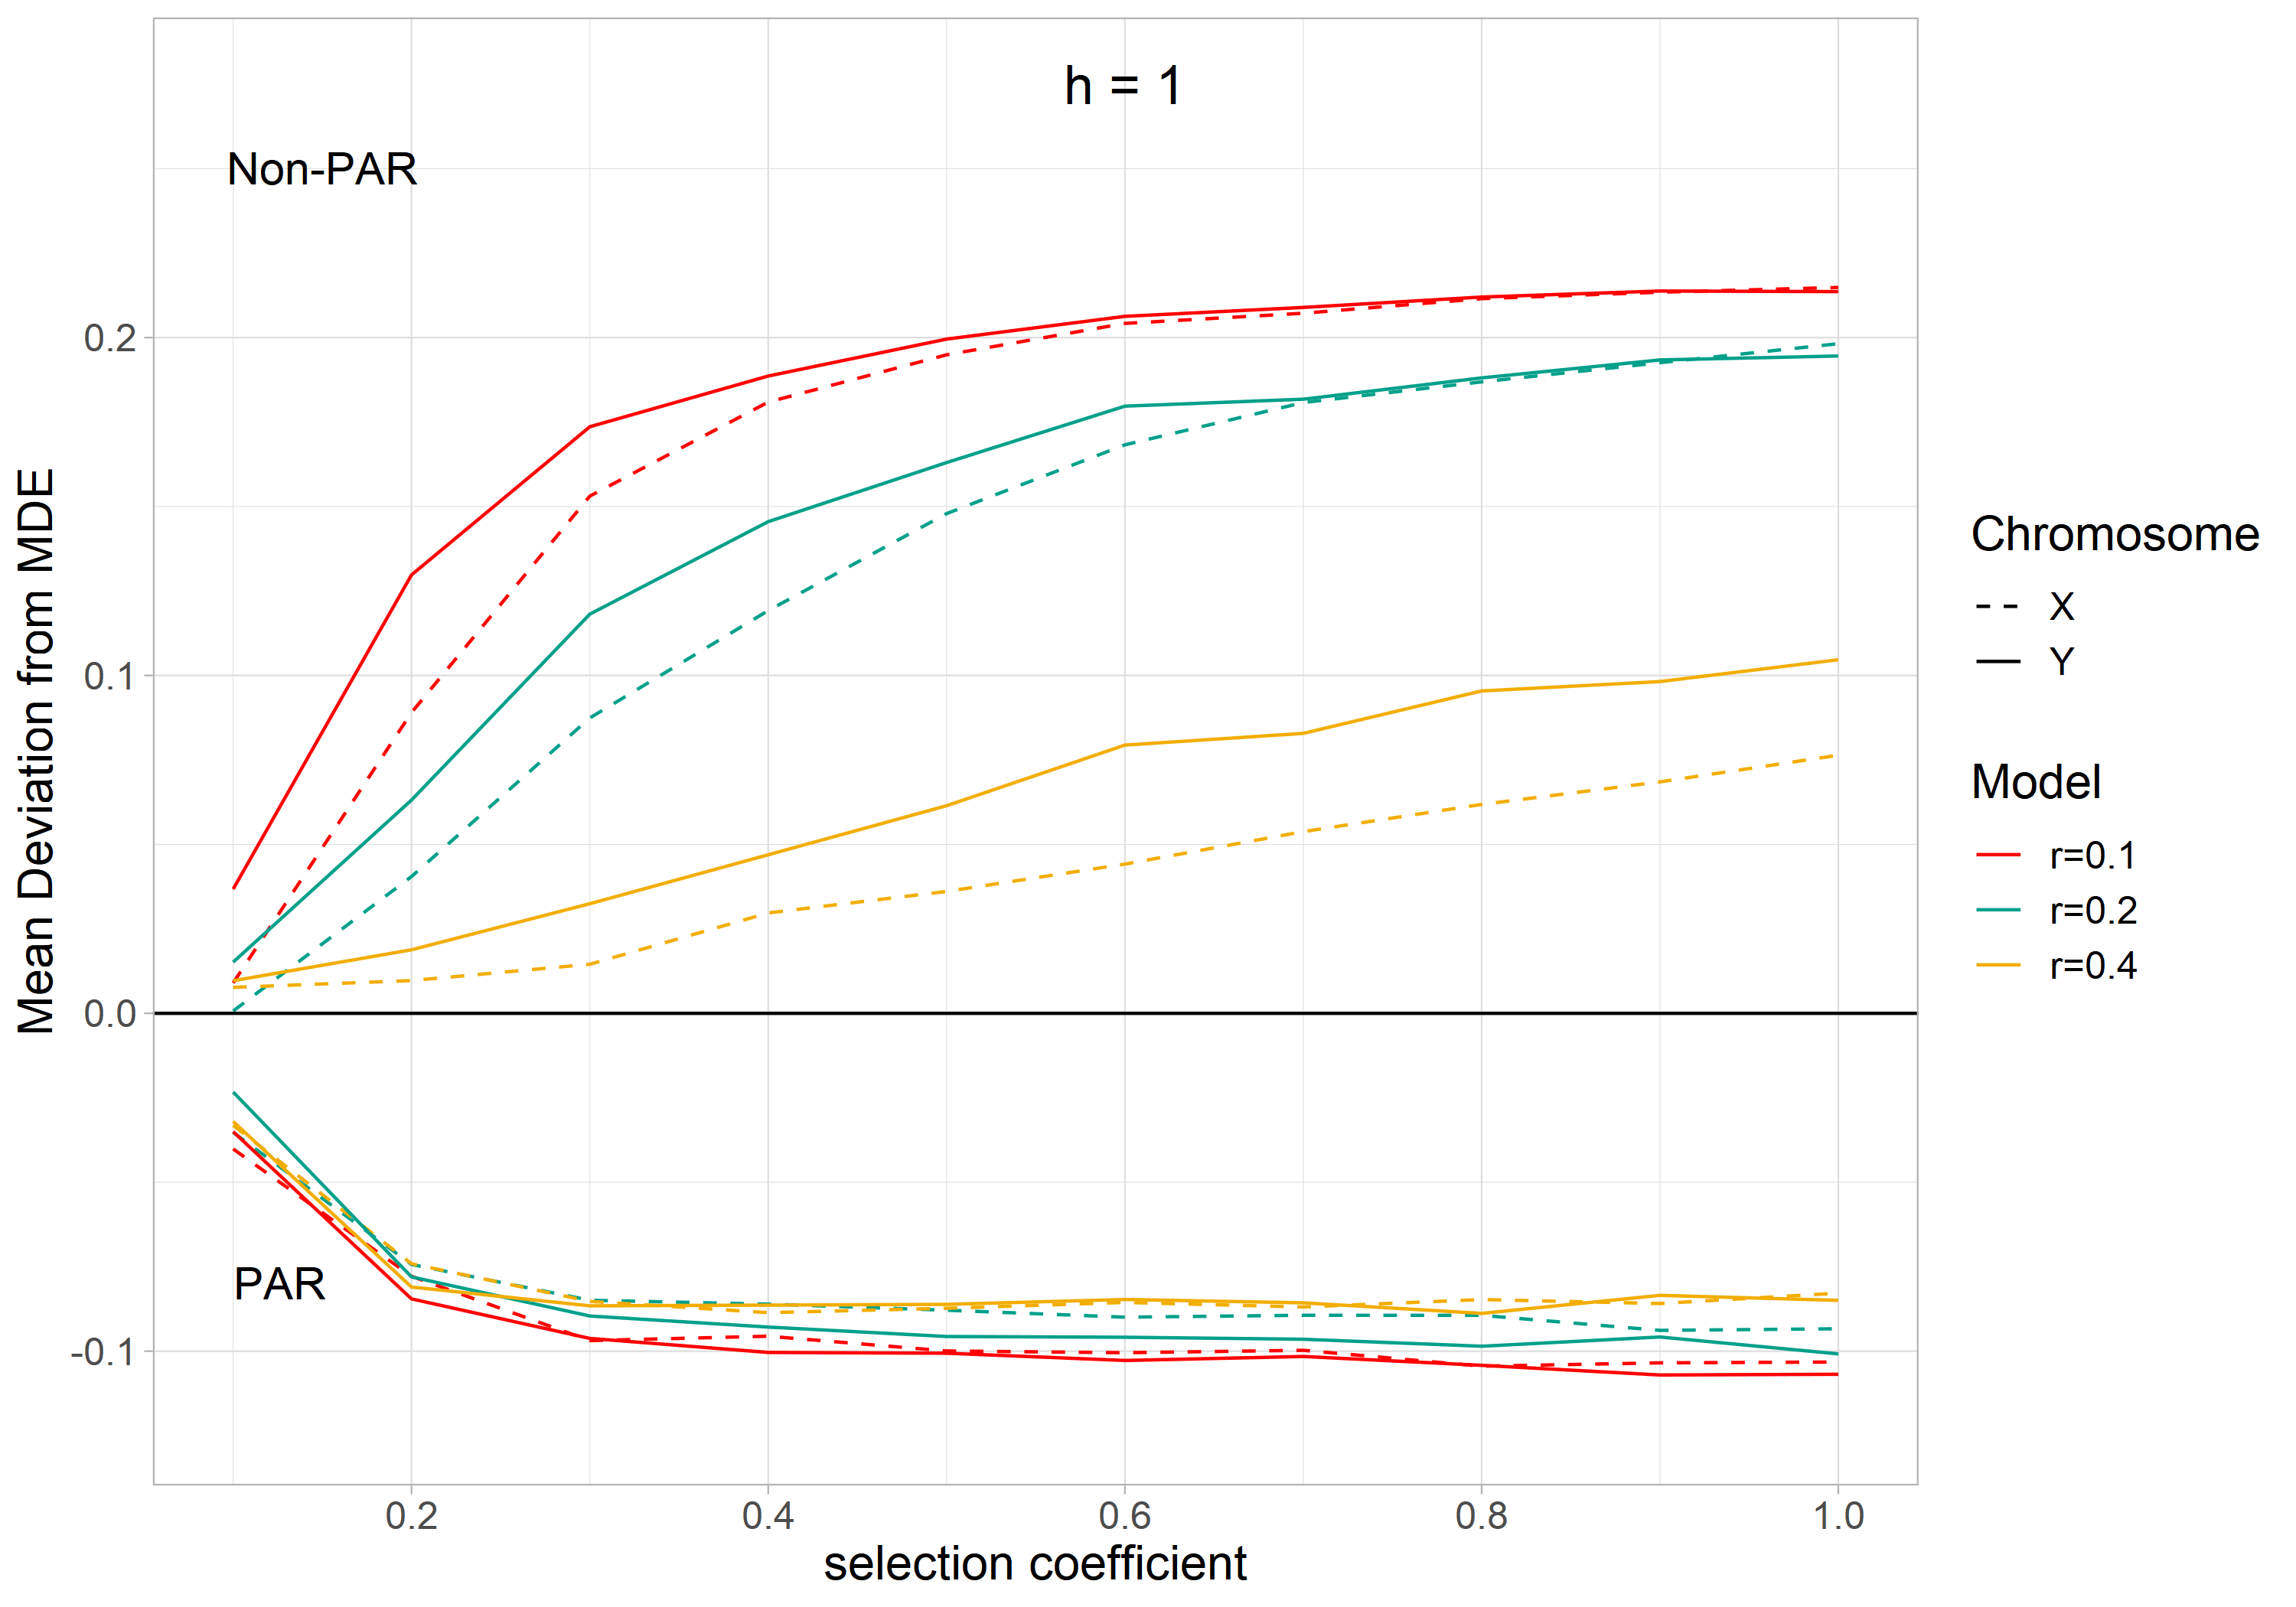 h = 1
Non-PAR
PAR
Mean Deviation from MDE
0.2
0.1
0.0
-0.1
0.2
0.4
0.6
0.8
1.0
selection coefficient
Chromosome
X
Y
Model
r=0.1
r=0.2
r=0.4